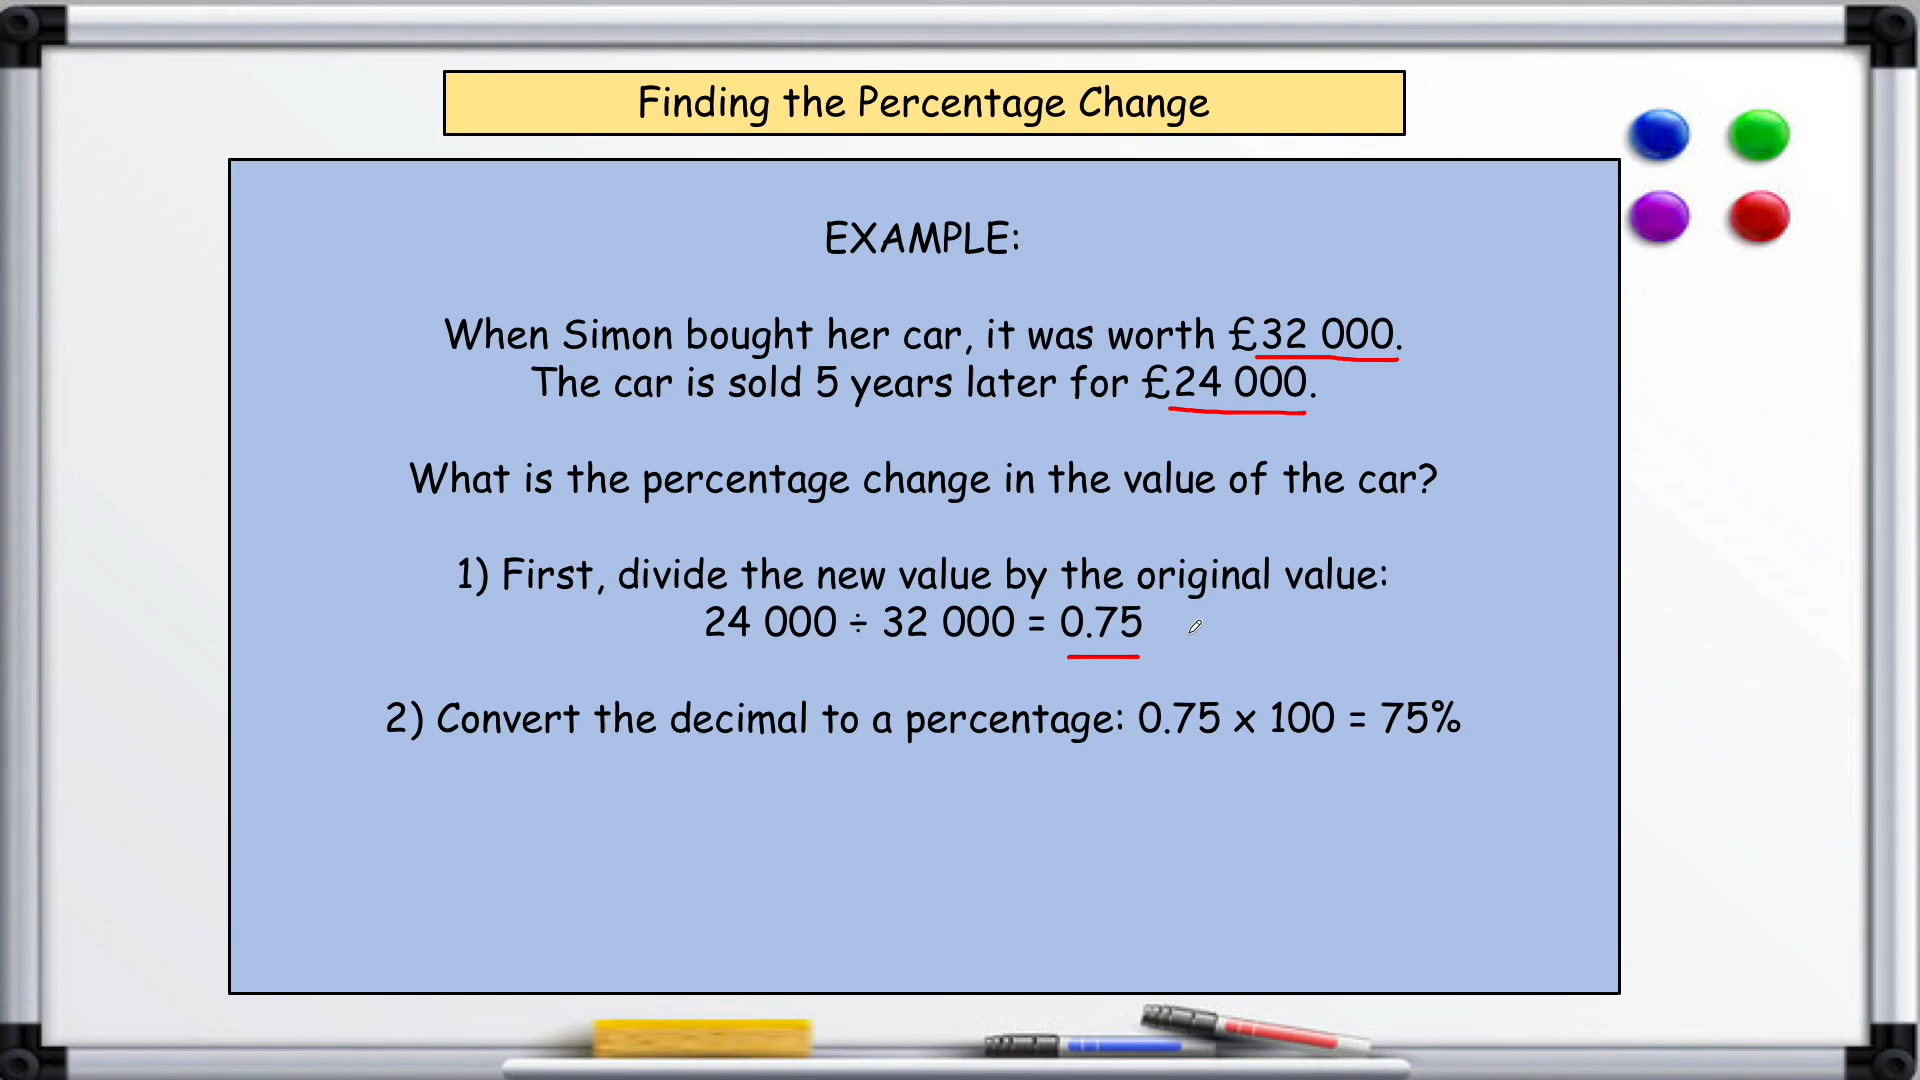 Finding the Percentage Change
EXAMPLE:
When Simon bought her car, it was worth £32 000.
The car is sold 5 years later for £24 000.
What is the percentage change in the value of the car?
1) First, divide the new value by the original value:
24 000 ÷ 32 000 = 0.75
2) Convert the decimal to a percentage: 0.75 x 100 = 75%